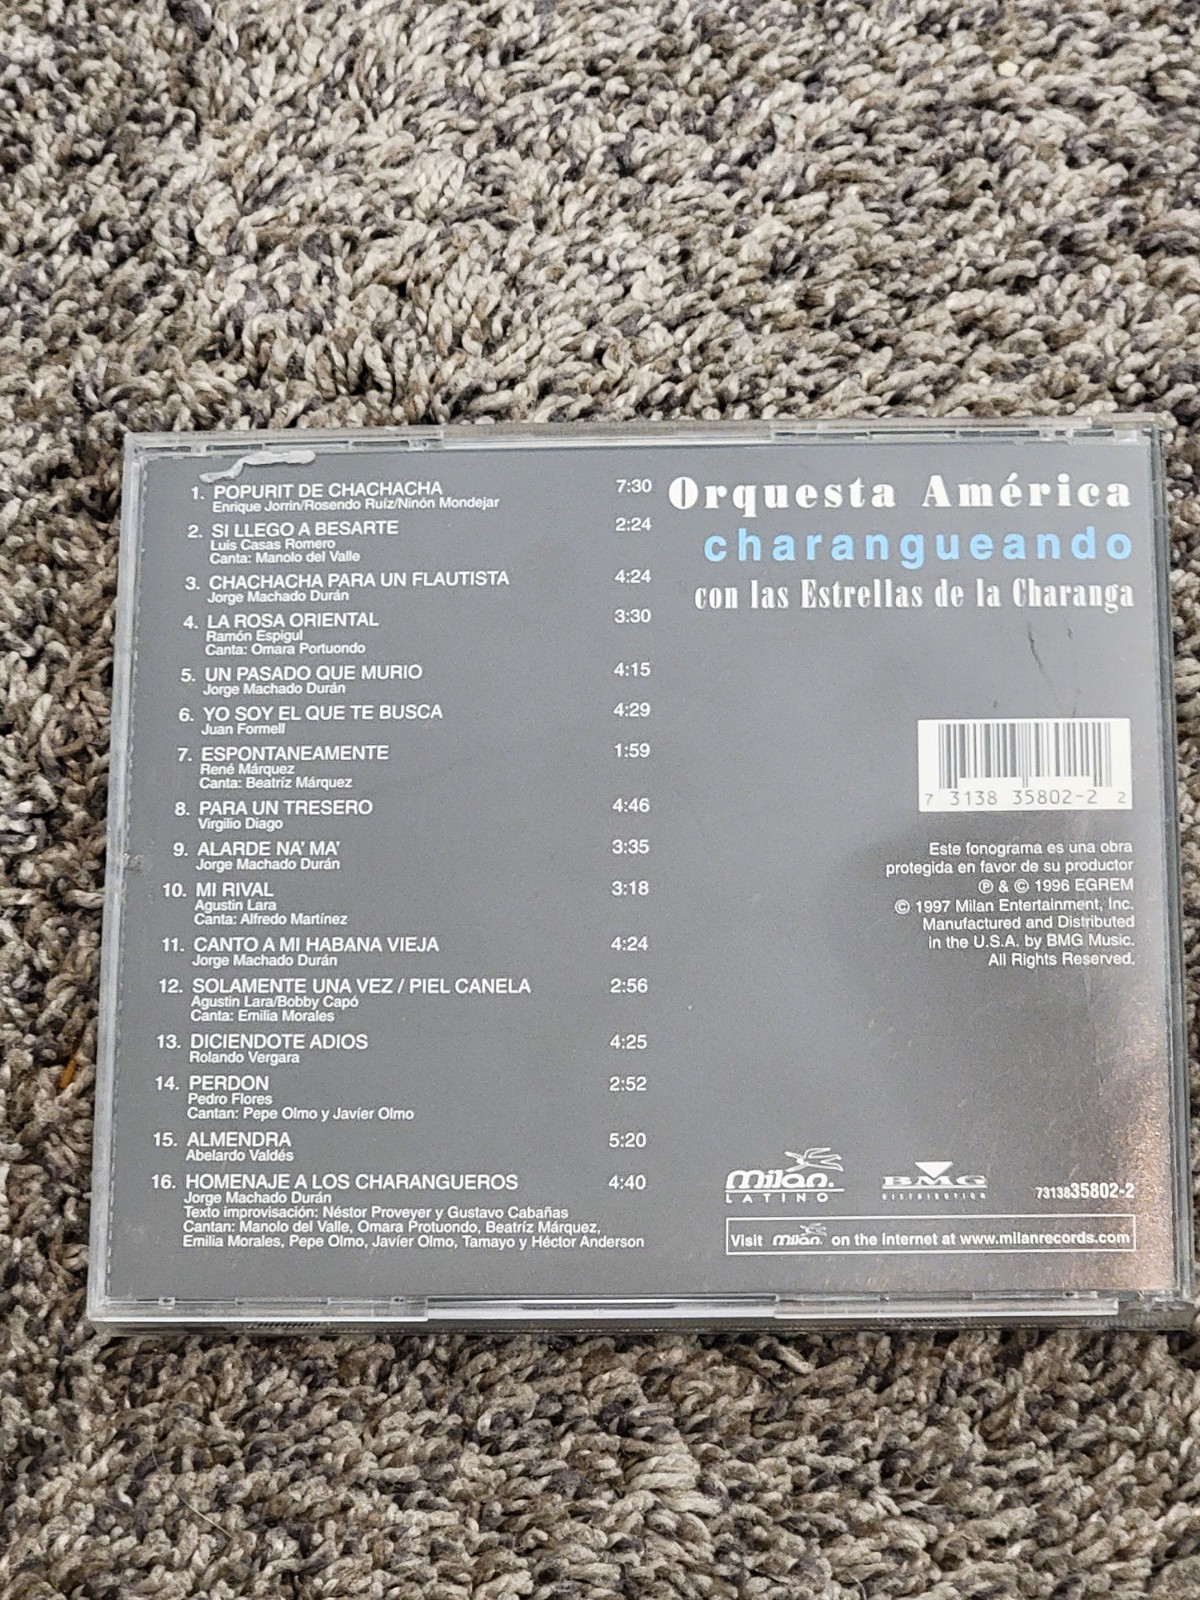 1. POPURIT DE CHACHACHA 7:30
Enrique Jorrin/Rosendo Ruíz/Ninón Mondejar
2. SI LLEGO A BESARTE 2:24
Luis Casas Romero
Canta: Manolo del Valle
3. CHACHACHA PARA UN FLAUTISTA 4:24
Jorge Machado Durán
4. LA ROSA ORIENTAL 3:30
Ramón Espigul
Canta: Omara Portuondo
5. UN PASADO QUE MURIO 4:15
Jorge Machado Durán
6. YO SOY EL QUE TE BUSCA 4:29
Juan Formell
7. ESPONTANEAMENTE 1:59
René Márquez
Canta: Beatríz Márquez
8. PARA UN TRESERO 4:46
Virgilio Diago
9. ALARDE NA' MA' 3:35
Jorge Machado Durán
10. MI RIVAL 3:18
Agustin Lara
Canta: Alfredo Martínez
11. CANTO A MI HABANA VIEJA 4:24
Jorge Machado Durán
12. SOLAMENTE UNA VEZ / PIEL CANELA 2:56
Agustin Lara/Bobby Capó
Canta: Emilia Morales
13. DICIENDOTE ADIOS 4:25
Rolando Vergara
14. PERDON 2:52
Pedro Flores
Cantan: Pepe Olmo y Javíer Olmo
15. ALMENDRA 5:20
Abelardo Valdés
16. HOMENAJE A LOS CHARANGUEROS 4:40
Jorge Machado Durán
Texto improvisación: Néstor Proveyer y Gustavo Cabañas
Cantan: Manolo del Valle, Omara Protuondo, Beatríz Márquez,
Emilia Morales, Pepe Olmo, Javíer Olmo, Tamayo y Héctor Anderson
Orquesta América
charangueando
con las Estrellas de la Charanga
7 3138 35802-2 2
Este fonograma es una obra
protegida en favor de su productor
℗ & © 1996 EGREM
© 1997 Milan Entertainment, Inc.
Manufactured and Distributed
in the U.S.A. by BMG Music.
All Rights Reserved.
milan.
LATINO
BMG
DISTRIBUTION
7313835802-2
Visit milan. on the internet at www.milanrecords.com